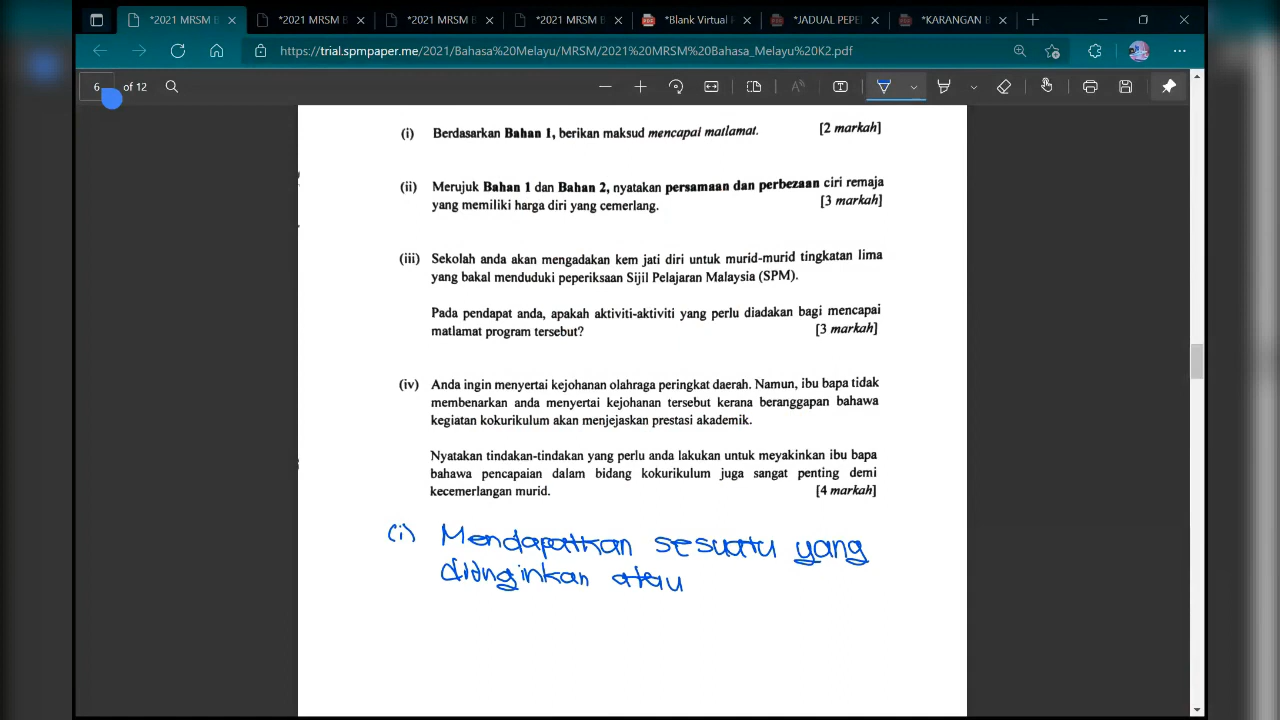 *2021 MRSM B
*2021 MRSM B
*2021 MRSM B
*2021 MRSM B
*Blank Virtual
*JADUAL PEPE
*KARANGAN B
https://trial.spmpaper.me/2021/Bahasa%20Melayu/MRSM/2021%20MRSM%20Bahasa_Melayu%20K2.pdf
6 of 12
(i) Berdasarkan Bahan 1, berikan maksud mencapai matlamat. [2 markah]
(ii) Merujuk Bahan 1 dan Bahan 2, nyatakan persamaan dan perbezaan ciri remaja
yang memiliki harga diri yang cemerlang. [3 markah]
(iii) Sekolah anda akan mengadakan kem jati diri untuk murid-murid tingkatan lima
yang bakal menduduki peperiksaan Sijil Pelajaran Malaysia (SPM).
Pada pendapat anda, apakah aktiviti-aktiviti yang perlu diadakan bagi mencapai
matlamat program tersebut? [3 markah]
(iv) Anda ingin menyertai kejohanan olahraga peringkat daerah. Namun, ibu bapa tidak
membenarkan anda menyertai kejohanan tersebut kerana beranggapan bahawa
kegiatan kokurikulum akan menjejaskan prestasi akademik.
Nyatakan tindakan-tindakan yang perlu anda lakukan untuk meyakinkan ibu bapa
bahawa pencapaian dalam bidang kokurikulum juga sangat penting demi
kecemerlangan murid. [4 markah]
(i) Mendapatkan sesuatu yang
diinginkan atau